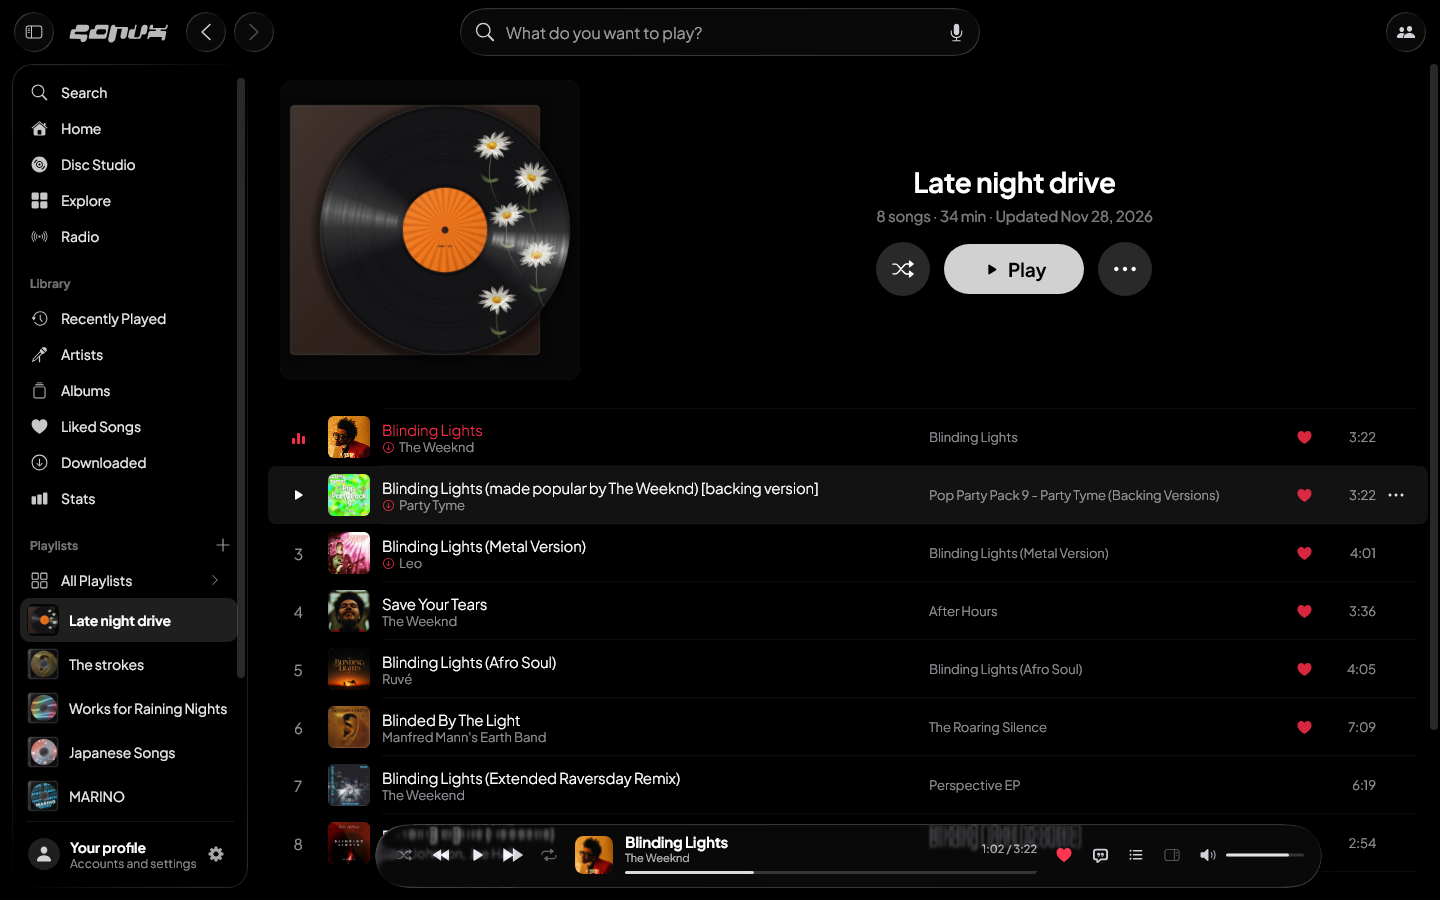 sonux
What do you want to play?
Search
Home
Disc Studio
Explore
Radio
Library
Recently Played
Artists
Albums
Liked Songs
Downloaded
Stats
Playlists
All Playlists
Late night drive
The strokes
Works for Raining Nights
Japanese Songs
MARINO
Your profile
Accounts and settings
Late night drive
8 songs · 34 min · Updated Nov 28, 2026
Play
Blinding Lights
The Weeknd
Blinding Lights
3:22
Blinding Lights (made popular by The Weeknd) [backing version]
Party Tyme
Pop Party Pack 9 - Party Tyme (Backing Versions)
3:22
3
Blinding Lights (Metal Version)
Leo
Blinding Lights (Metal Version)
4:01
4
Save Your Tears
The Weeknd
After Hours
3:36
5
Blinding Lights (Afro Soul)
Ruvé
Blinding Lights (Afro Soul)
4:05
6
Blinded By The Light
Manfred Mann's Earth Band
The Roaring Silence
7:09
7
Blinding Lights (Extended Raversday Remix)
The Weekend
Perspective EP
6:19
8
2:54
Blinding Lights
The Weeknd
1:02 / 3:22